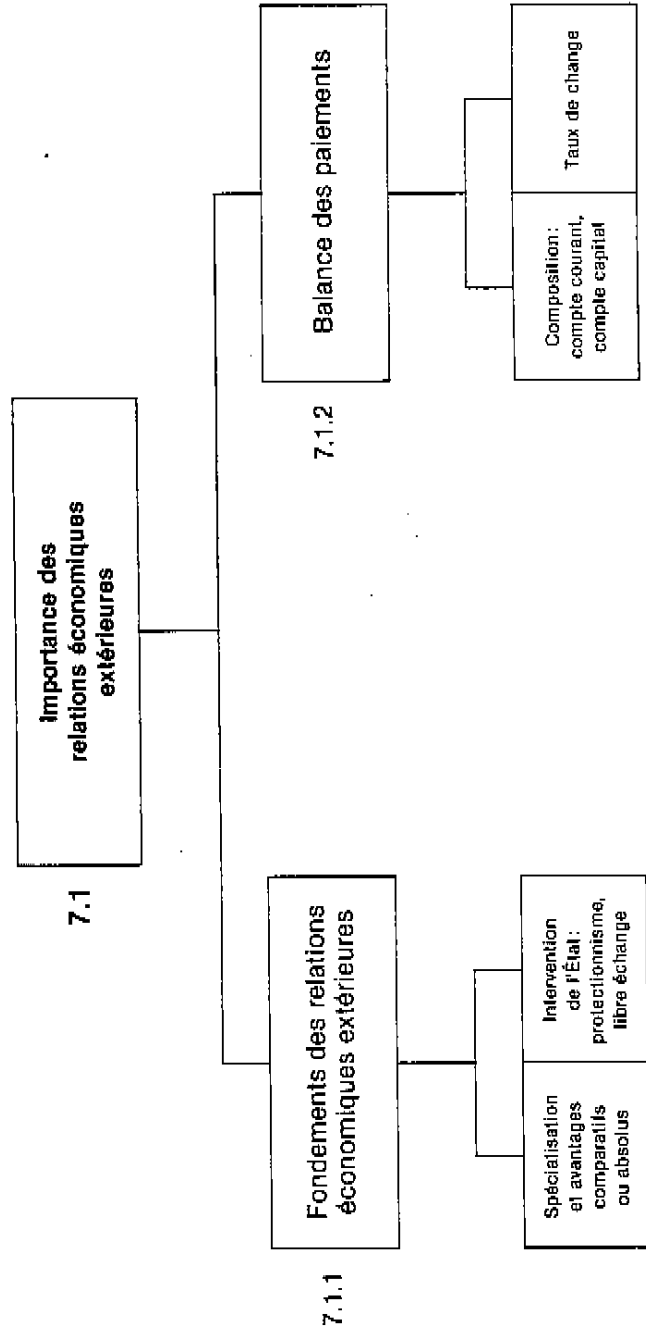 7.1
Importance des
relations économiques
extérieures
7.1.1
Fondements des relations
économiques extérieures
Spécialisation
et avantages
comparatifs
ou absolus
Intervention
de l'État:
protectionnisme,
libre échange
7.1.2
Balance des paiements
Composition:
compte courant,
compte capital
Taux de change